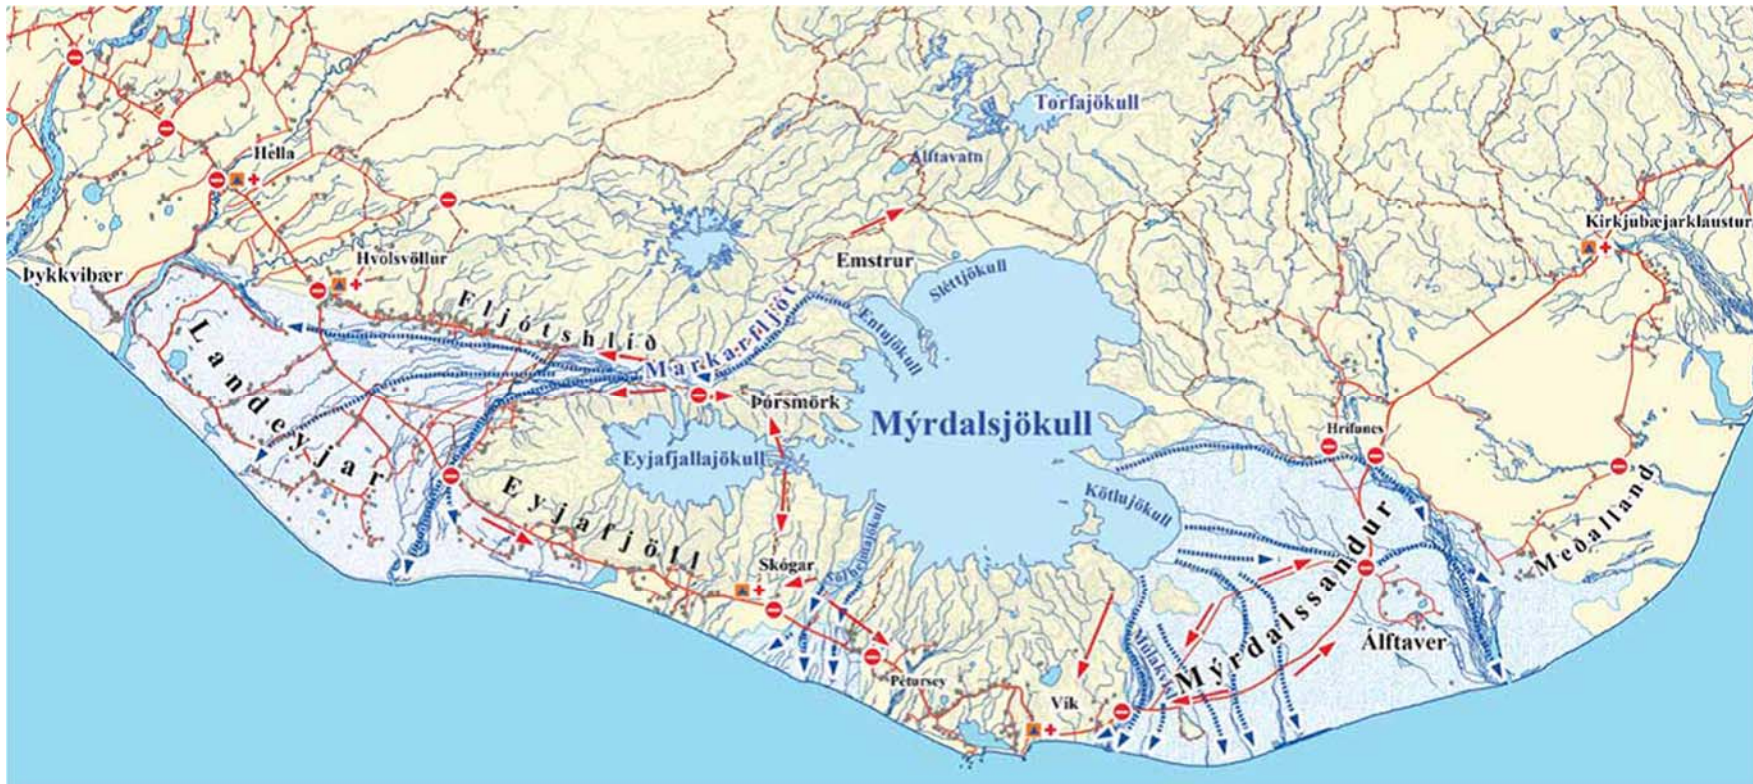 Torfajökull
Hella
Álftavatn
Kirkjubæjarklaustur
Hvolsvöllur
Þykkvibær
Emstrur
Sléttjökull
Fljótshlíð
Markarfljót
Entujökull
Landeyjar
Þórsmörk
Mýrdalsjökull
Hrífunes
Eyjafjallajökull
Kötlujökull
Eyjafjöll
Meðalland
Sólheimajökull
Skógar
Mýrdalssandur
Álftaver
Múlakvísl
Pétursey
Vík